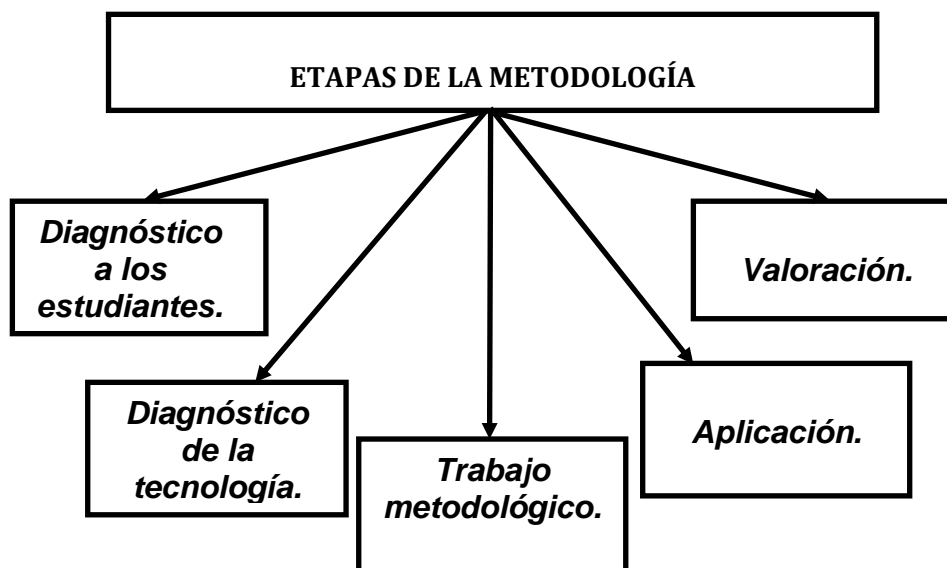 ETAPAS DE LA METODOLOGÍA
Diagnóstico
a los
estudiantes.
Diagnóstico
de la
tecnología.
Trabajo
metodológico.
Aplicación.
Valoración.